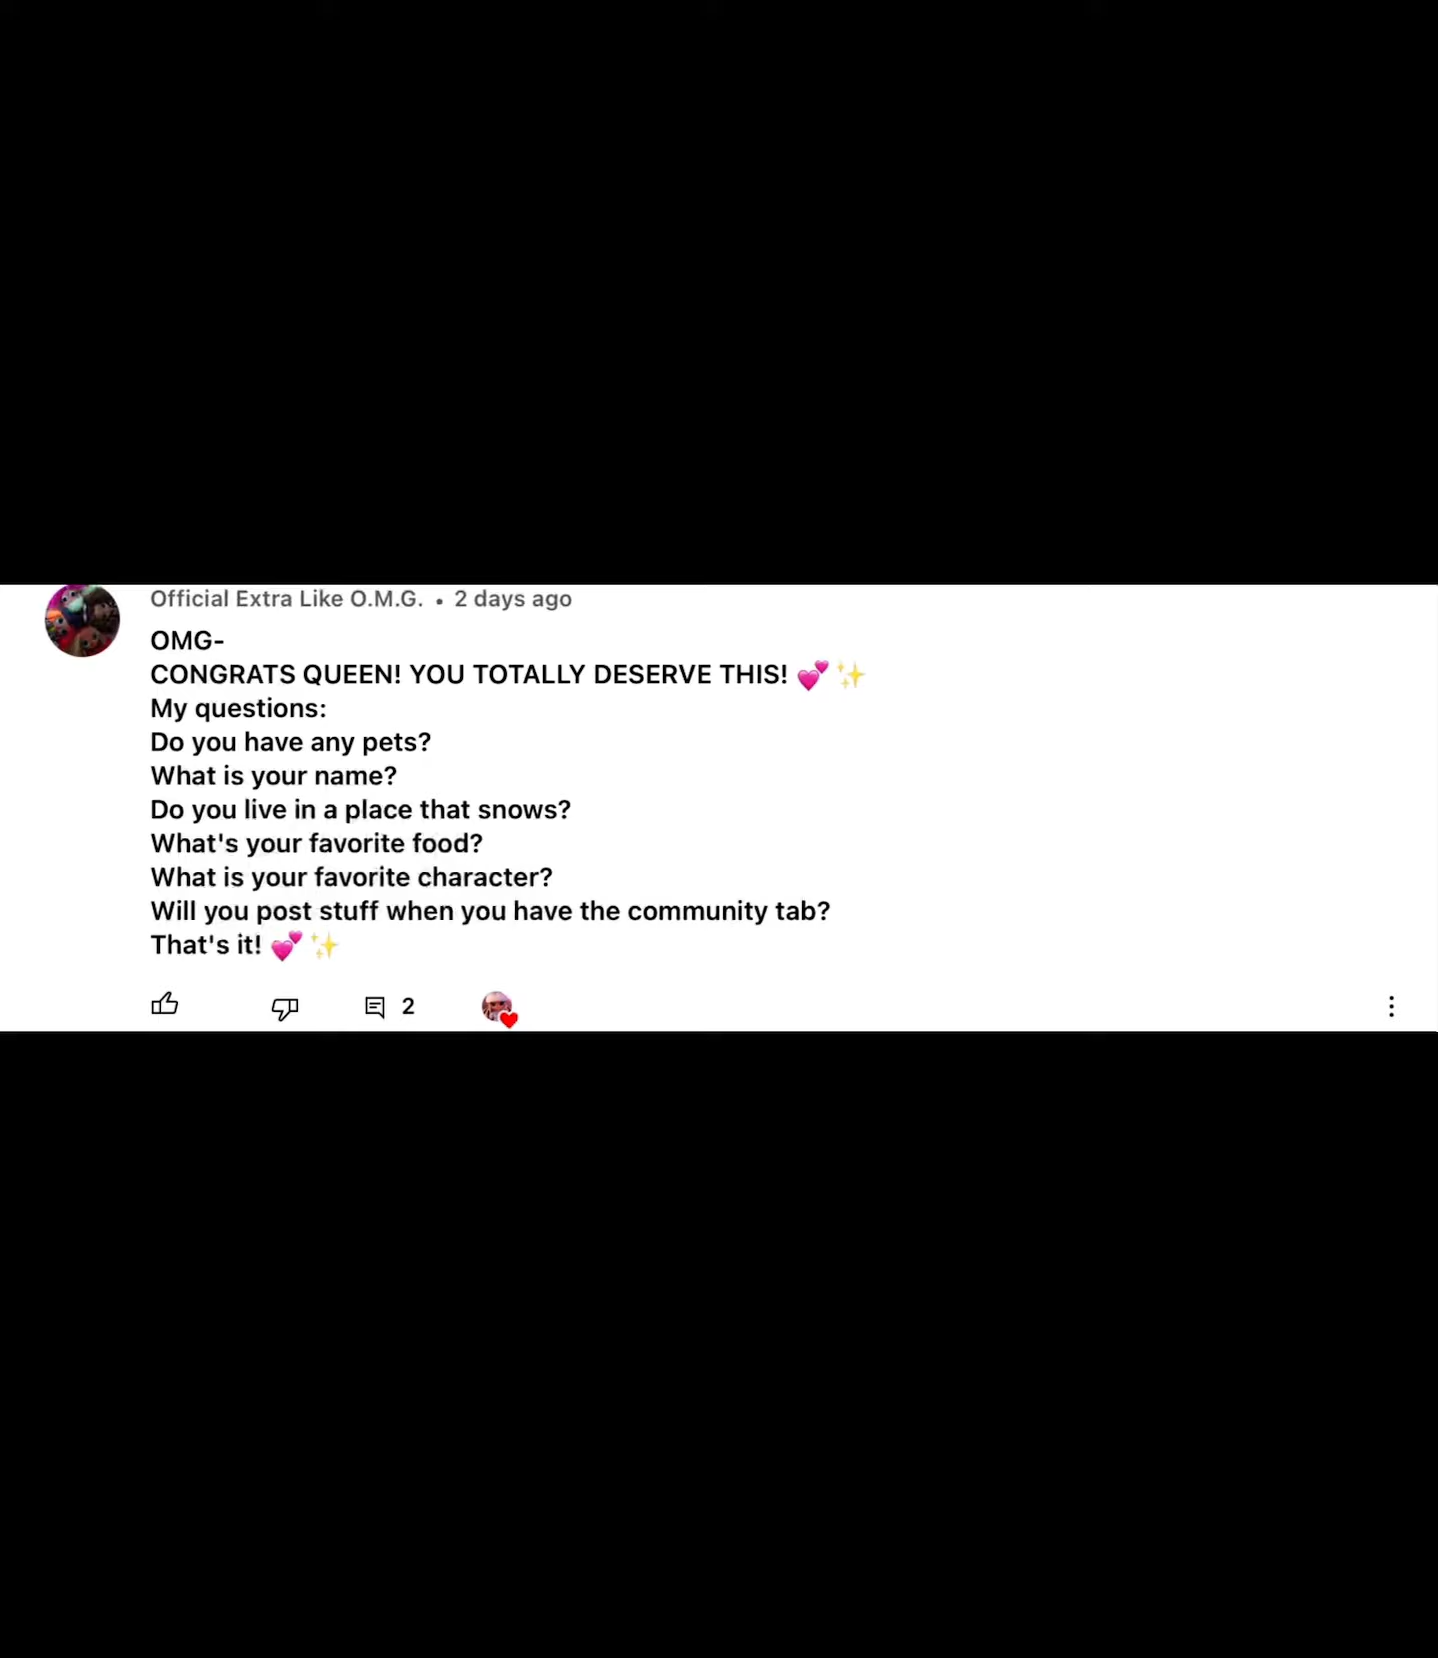 Official Extra Like O.M.G. • 2 days ago
OMG-
CONGRATS QUEEN! YOU TOTALLY DESERVE THIS! 💕✨
My questions:
Do you have any pets?
What is your name?
Do you live in a place that snows?
What's your favorite food?
What is your favorite character?
Will you post stuff when you have the community tab?
That's it! 💕✨
2